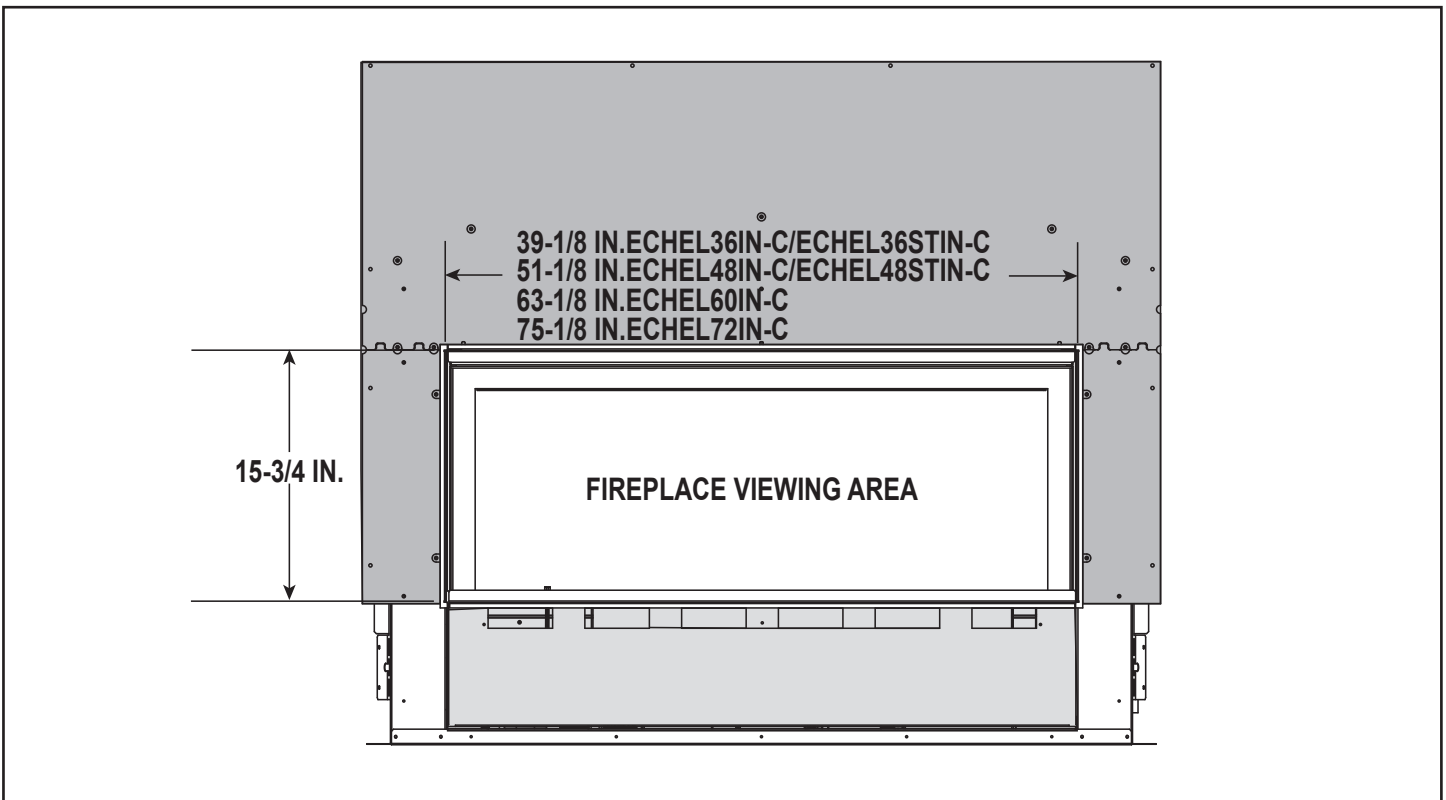 39-1/8 IN.ECHEL36IN-C/ECHEL36STIN-C
51-1/8 IN.ECHEL48IN-C/ECHEL48STIN-C
63-1/8 IN.ECHEL60IN-C
75-1/8 IN.ECHEL72IN-C
15-3/4 IN.
FIREPLACE VIEWING AREA